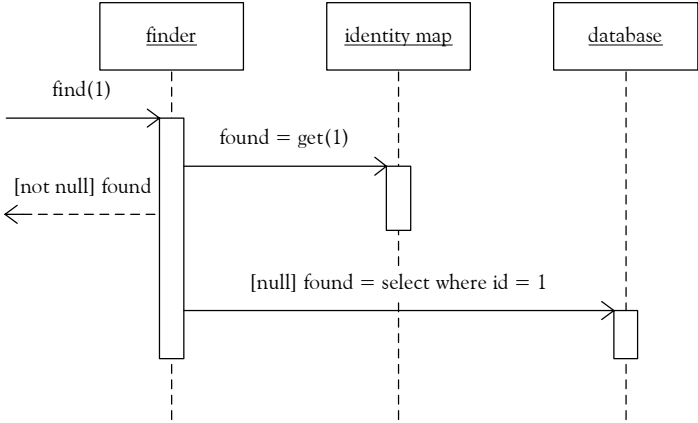 finder
identity map
database
find(1)
found = get(1)
[not null] found
[null] found = select where id = 1